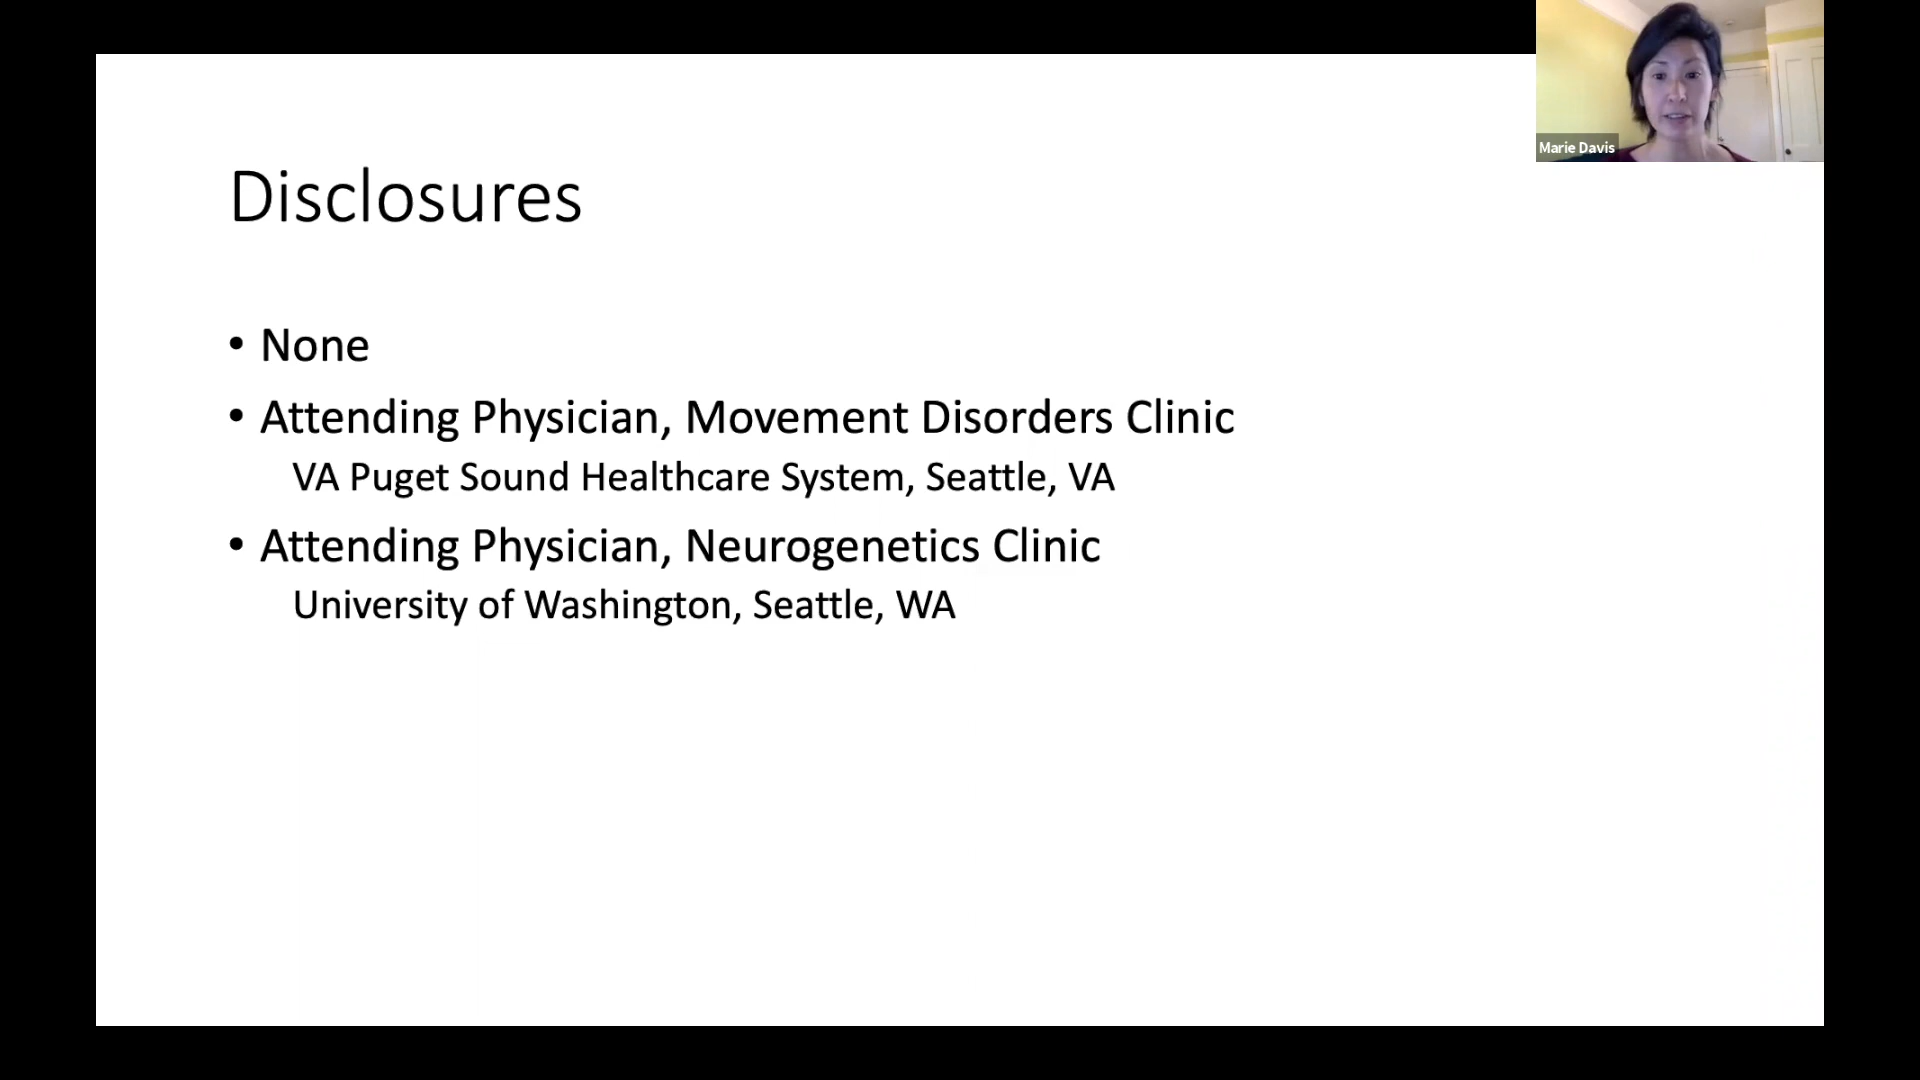 Marie Davis
Disclosures
• None
• Attending Physician, Movement Disorders Clinic
VA Puget Sound Healthcare System, Seattle, VA
• Attending Physician, Neurogenetics Clinic
University of Washington, Seattle, WA